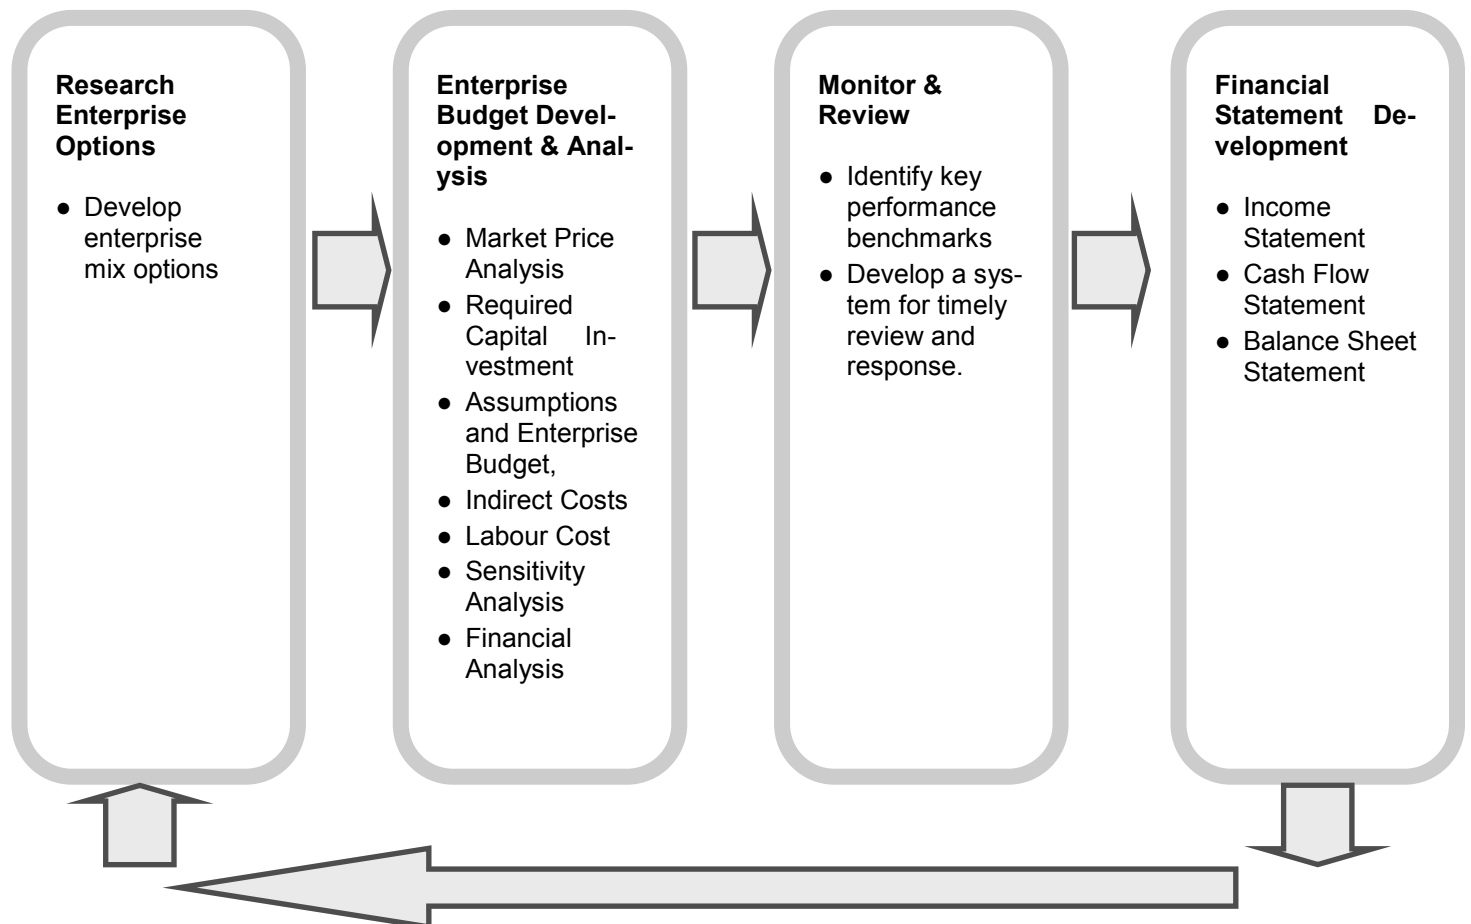 Research
Enterprise
Options
● Develop
enterprise
mix options
Enterprise
Budget Devel-
opment & Anal-
ysis
● Market Price
Analysis
● Required
Capital In-
vestment
● Assumptions
and Enterprise
Budget,
● Indirect Costs
● Labour Cost
● Sensitivity
Analysis
● Financial
Analysis
Monitor &
Review
● Identify key
performance
benchmarks
● Develop a sys-
tem for timely
review and
response.
Financial
Statement De-
velopment
● Income
Statement
● Cash Flow
Statement
● Balance Sheet
Statement